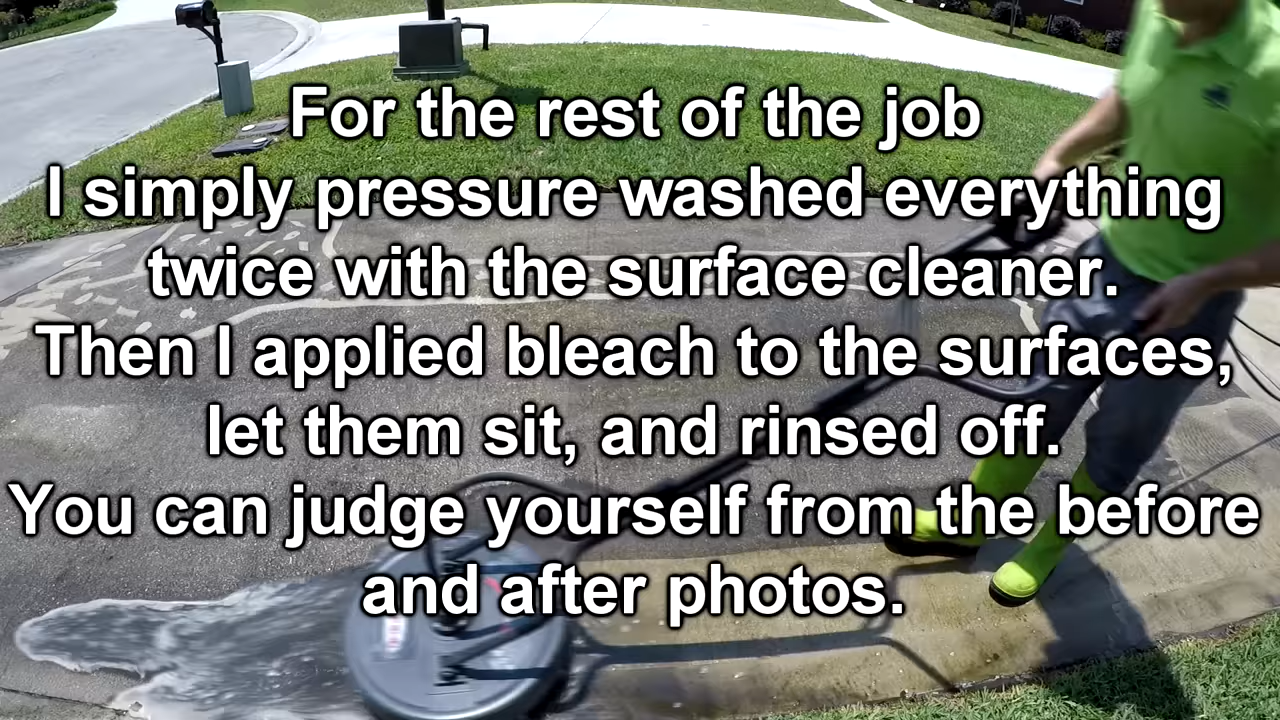 For the rest of the job
I simply pressure washed everything
twice with the surface cleaner.
Then I applied bleach to the surfaces,
let them sit, and rinsed off.
You can judge yourself from the before
and after photos.